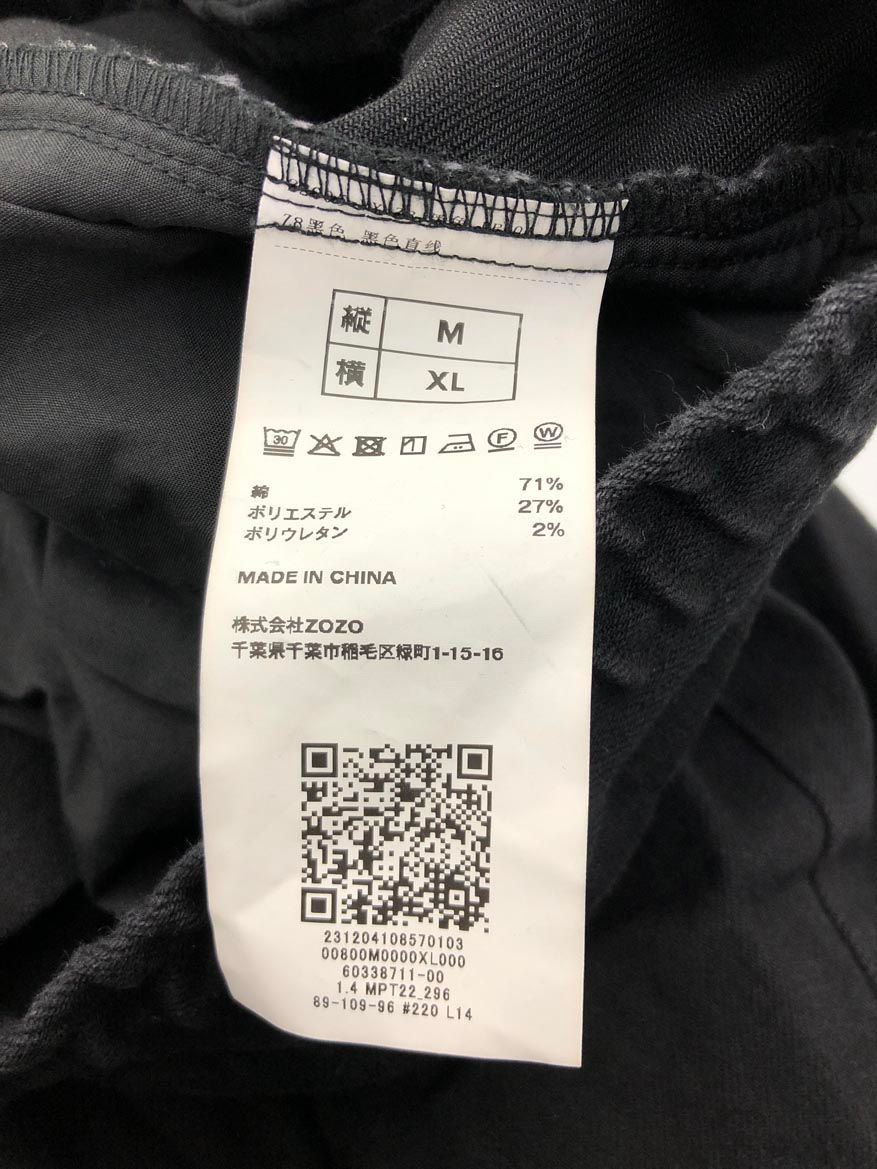 78黑色 黑色直线
縦 M
横 XL
30 F W
綿 71%
ポリエステル 27%
ポリウレタン 2%
MADE IN CHINA
株式会社ZOZO
千葉県千葉市稲毛区緑町1-15-16
231204108570103
00800M0000XL000
60338711-00
1.4 MPT22_296
89-109-96 #220 L14